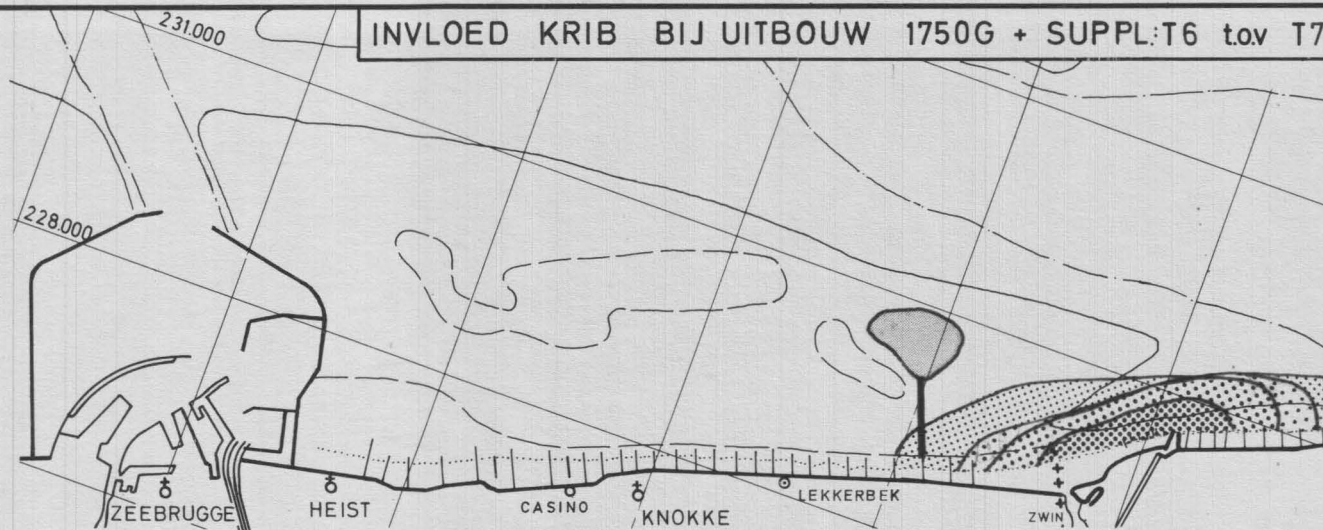 231.000
INVLOED KRIB BIJ UITBOUW 1750G + SUPPL:T6 t.o.v T7
228.000
ZEEBRUGGE
HEIST
CASINO
KNOKKE
LEKKERBEK
ZWIN